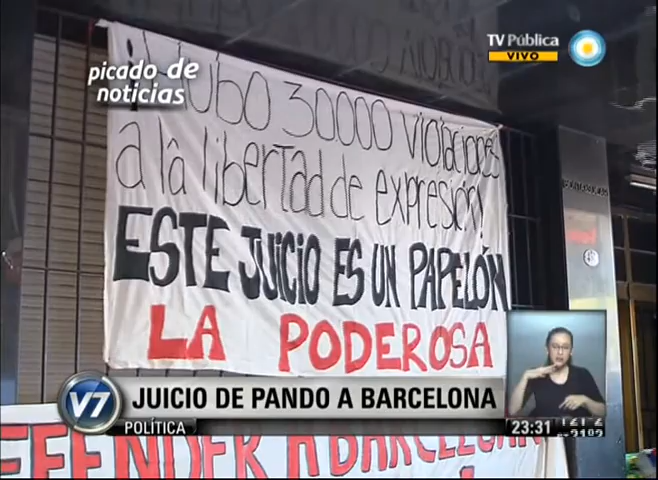 TV Pública
VIVO
picado de
noticias
¡Hubo 30000 violaciones
a la libertad de expresión!
ESTE JUICIO ES UN PAPELÓN
LA PODEROSA
V7
JUICIO DE PANDO A BARCELONA
POLÍTICA
23:31